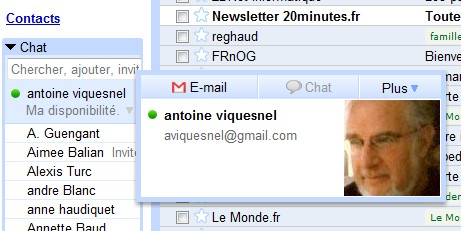 Contacts
Chat
Chercher, ajouter, invit
antoine viquesnel
Ma disponibilité.
A. Guengant
Aimee Balian Invite
Alexis Turc
andre Blanc
anne haudiquet
Annette Baud
Newsletter 20minutes.fr Toute
reghaud famille
FRnOG Bienve
E-mail Chat Plus
antoine viquesnel
aviquesnel@gmail.com
Le Monde.fr Le Mo